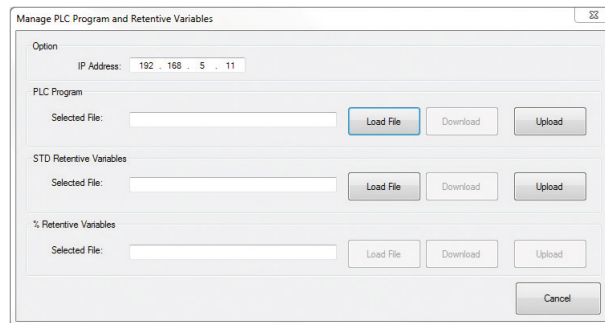 Manage PLC Program and Retentive Variables
Option
IP Address: 192 . 168 . 5 . 11
PLC Program
Selected File: Load File Download Upload
STD Retentive Variables
Selected File: Load File Download Upload
% Retentive Variables
Selected File: Load File Download Upload
Cancel